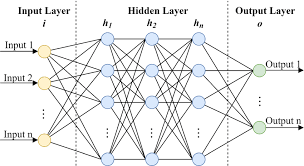 Input Layer Hidden Layer Output Layer
i h1 h2 hn o
Input 1
Output 1
Input 2
...
Input n
Output n